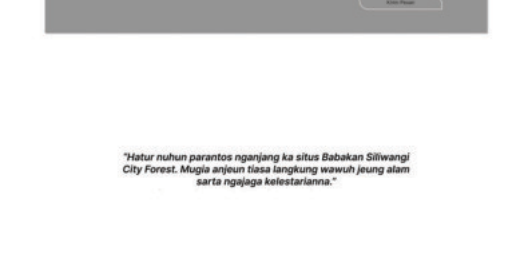 "Hatur nuhun parantos nganjang ka situs Babakan Siliwangi
City Forest. Mugia anjeun tiasa langkung wawuh jeung alam
sarta ngajaga kelestarianna."